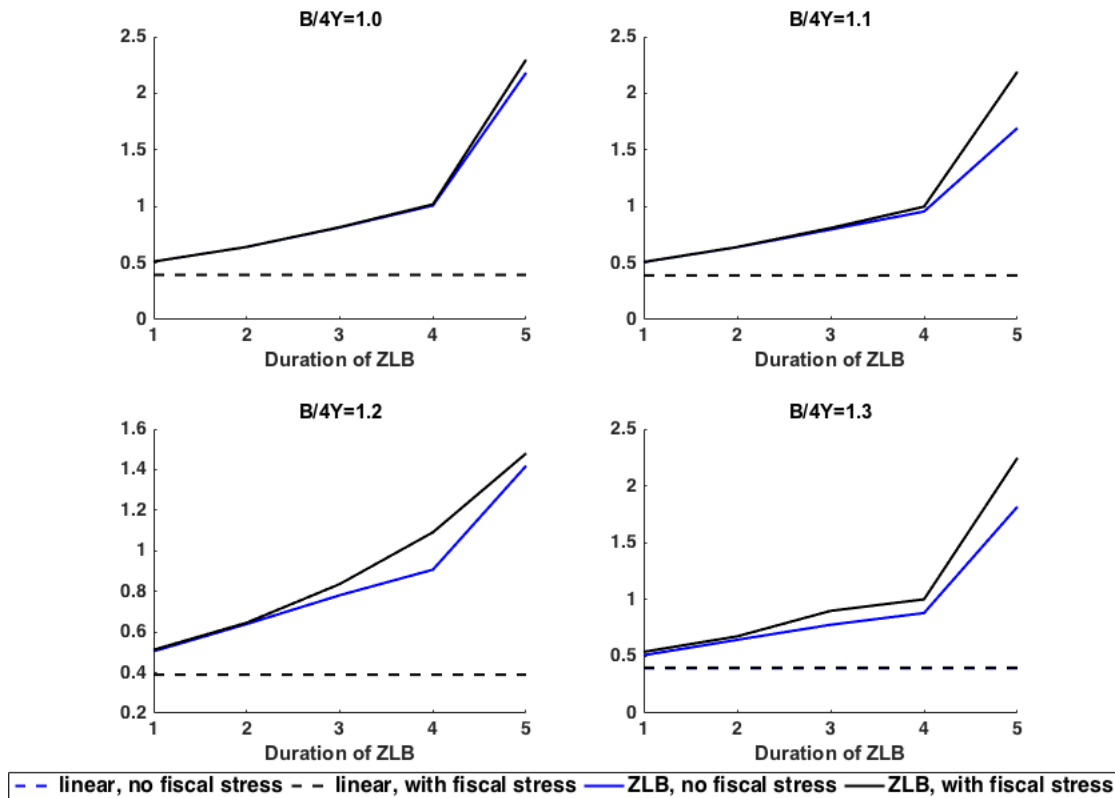 B/4Y=1.0
2.5
2
1.5
1
0.5
0
1 2 3 4 5
Duration of ZLB
B/4Y=1.1
2.5
2
1.5
1
0.5
0
1 2 3 4 5
Duration of ZLB
B/4Y=1.2
1.6
1.4
1.2
1
0.8
0.6
0.4
0.2
1 2 3 4 5
Duration of ZLB
B/4Y=1.3
2.5
2
1.5
1
0.5
0
1 2 3 4 5
Duration of ZLB
linear, no fiscal stress linear, with fiscal stress ZLB, no fiscal stress ZLB, with fiscal stress